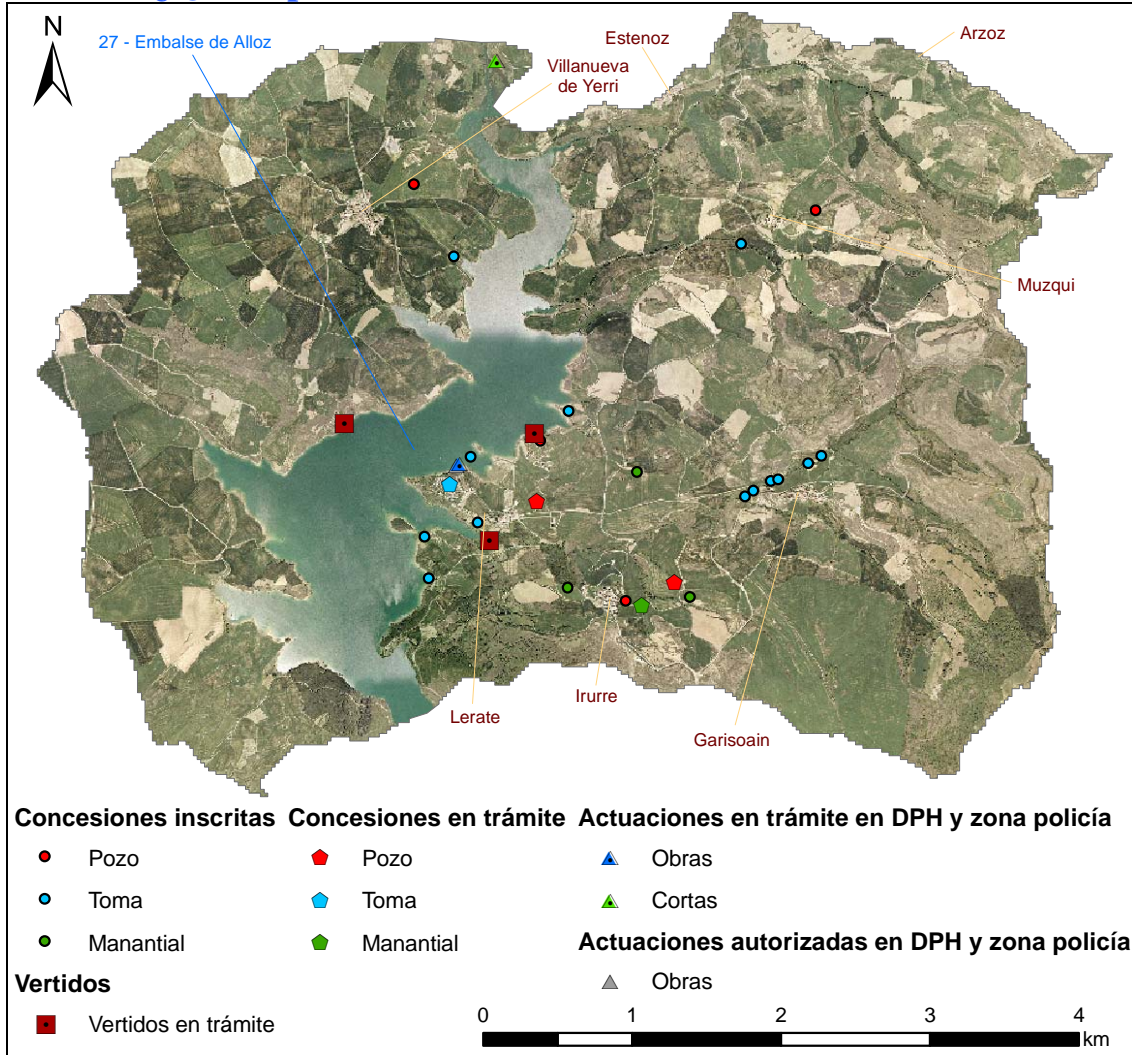 N
27 - Embalse de Alloz
Estenoz
Arzoz
Villanueva
de Yerri
Muzqui
Irurre
Lerate
Garisoain
Concesiones inscritas
Pozo
Toma
Manantial
Vertidos
Vertidos en trámite
Concesiones en trámite
Pozo
Toma
Manantial
Actuaciones en trámite en DPH y zona policía
Obras
Cortas
Actuaciones autorizadas en DPH y zona policía
Obras
0 1 2 3 4
km